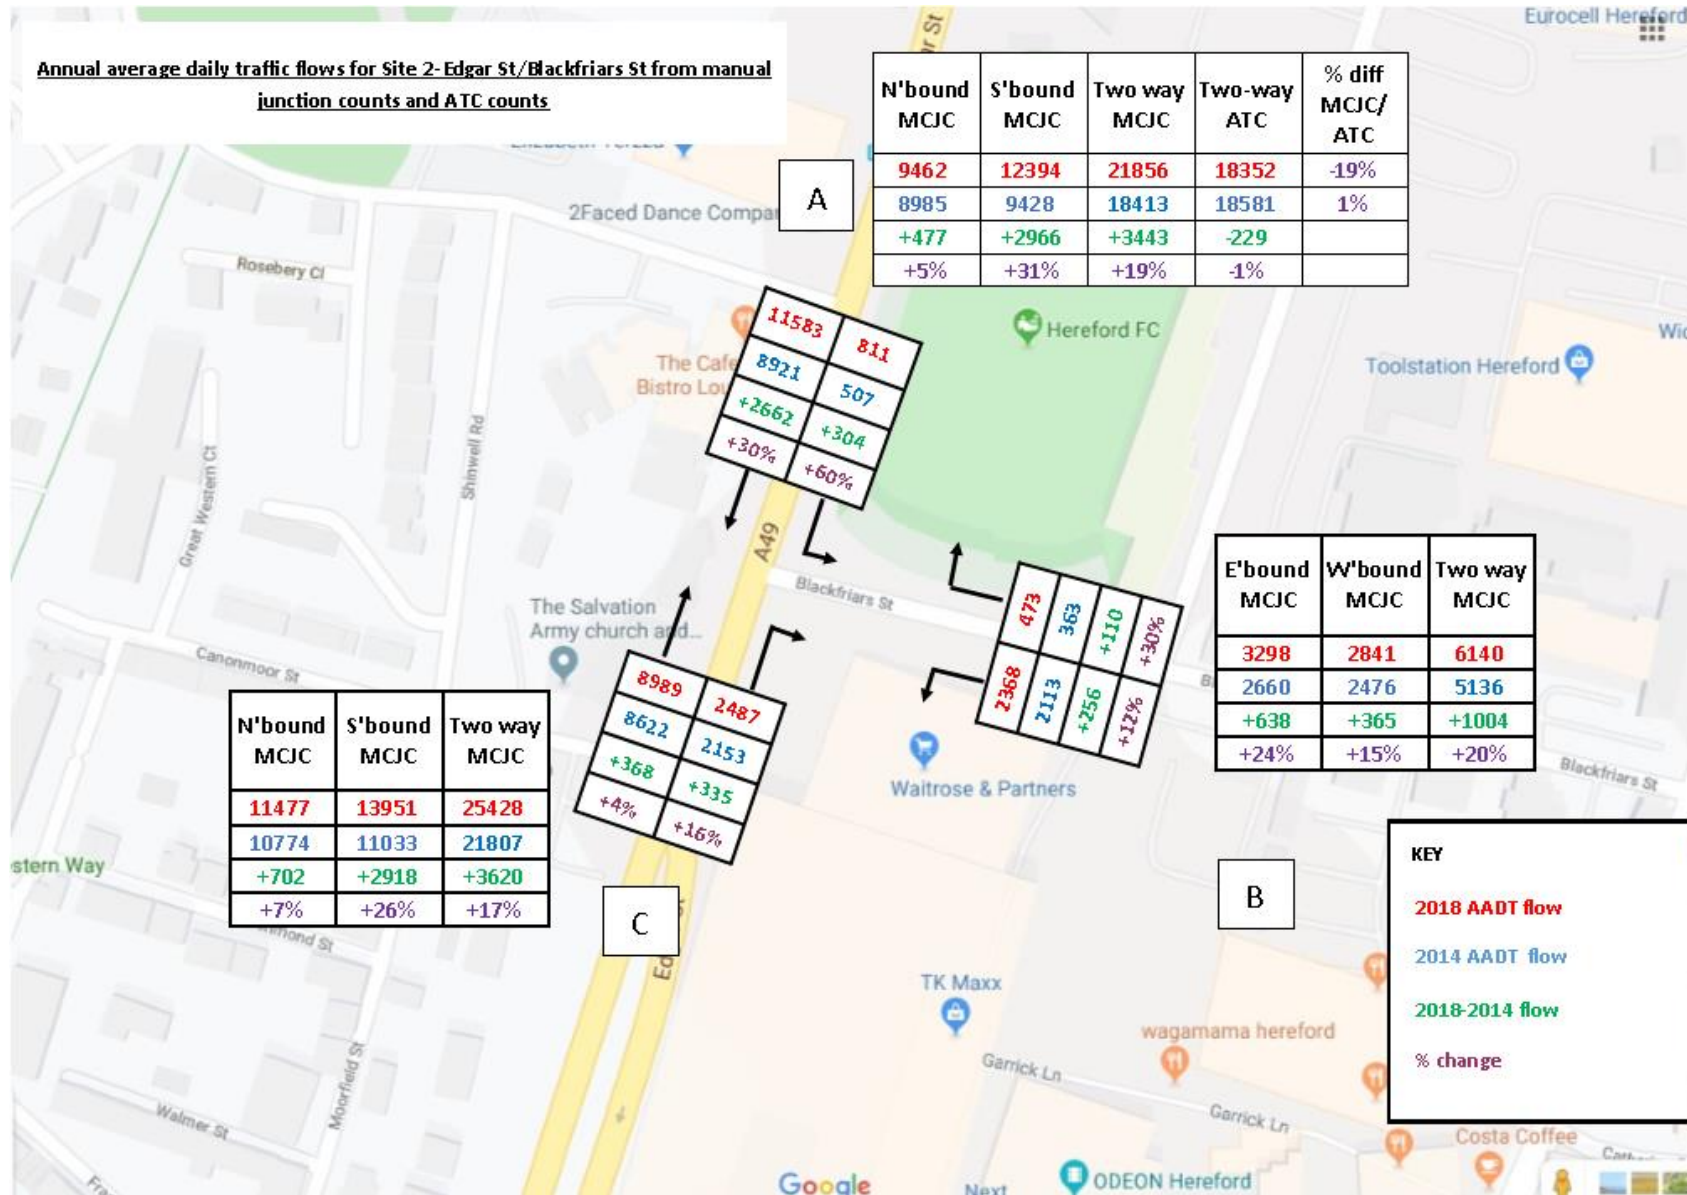 Annual average daily traffic flows for Site 2- Edgar St/Blackfriars St from manual
junction counts and ATC counts
Eurocell Hereford
ar St
A
N'bound MCJC S'bound MCJC Two way MCJC Two-way ATC % diff MCJC/ ATC
9462 12394 21856 18352 -19%
8985 9428 18413 18581 1%
+477 +2966 +3443 -229
+5% +31% +19% -1%
2Faced Dance Compa
Rosebery Cl
Hereford FC
Toolstation Hereford
The Cafe
Bistro Lou
11583 811
8921 507
+2662 +304
+30% +60%
Great Western Ct
Shinwell Rd
A49
Blackfriars St
The Salvation
Army church and...
Canonmoor St
473 363 +110 +30%
2368 2113 +256 +12%
E'bound MCJC W'bound MCJC Two way MCJC
3298 2841 6140
2660 2476 5136
+638 +365 +1004
+24% +15% +20%
8989 2487
8622 2153
+368 +335
+4% +16%
N'bound MCJC S'bound MCJC Two way MCJC
11477 13951 25428
10774 11033 21807
+702 +2918 +3620
+7% +26% +17%
Waitrose & Partners
Blackfriars St
stern Way
C
B
KEY
2018 AADT flow
2014 AADT flow
2018-2014 flow
% change
mond St
Ed
St
TK Maxx
wagamama hereford
Garrick Ln
Garrick Ln
Moorfield St
Walmer St
Costa Coffee
Google
Next
ODEON Hereford